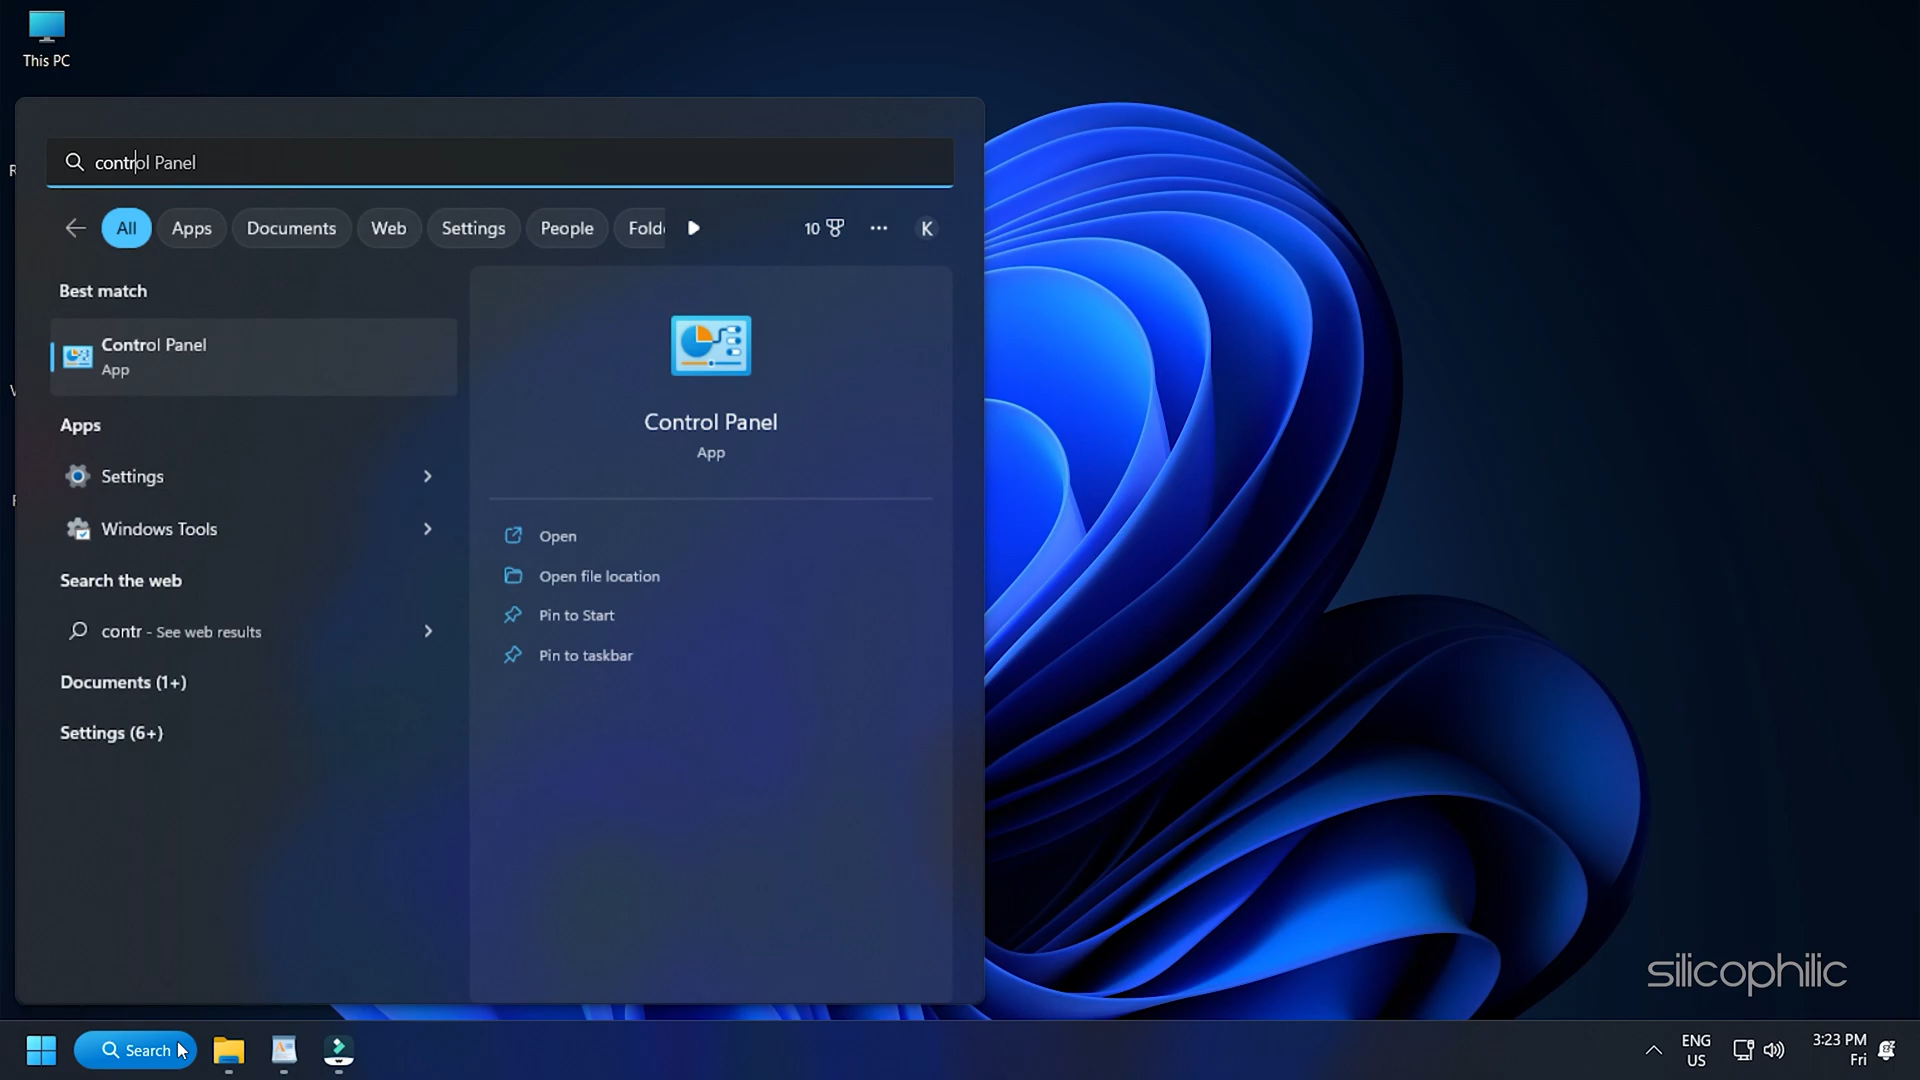 This PC
control Panel
All
Apps
Documents
Web
Settings
People
Folde
10
K
Best match
Control Panel
App
Apps
Settings
Windows Tools
Search the web
contr - See web results
Documents (1+)
Settings (6+)
Control Panel
App
Open
Open file location
Pin to Start
Pin to taskbar
silicophilic
Search
ENG
US
3:23 PM
Fri